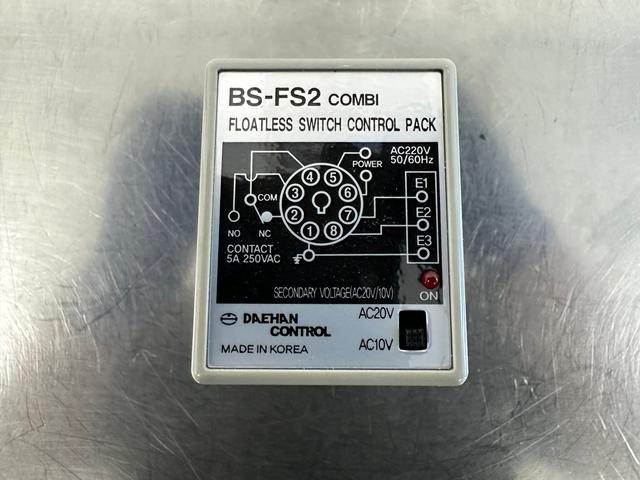 BS-FS2 COMBI
FLOATLESS SWITCH CONTROL PACK
AC220V
50/60Hz
POWER
4 5
3 6
2 7
1 8
COM
NO NC
E1
E2
E3
CONTACT
5A 250VAC
ON
SECONDARY VOLTAGE(AC20V/10V)
DAEHAN
CONTROL
MADE IN KOREA
AC20V
AC10V